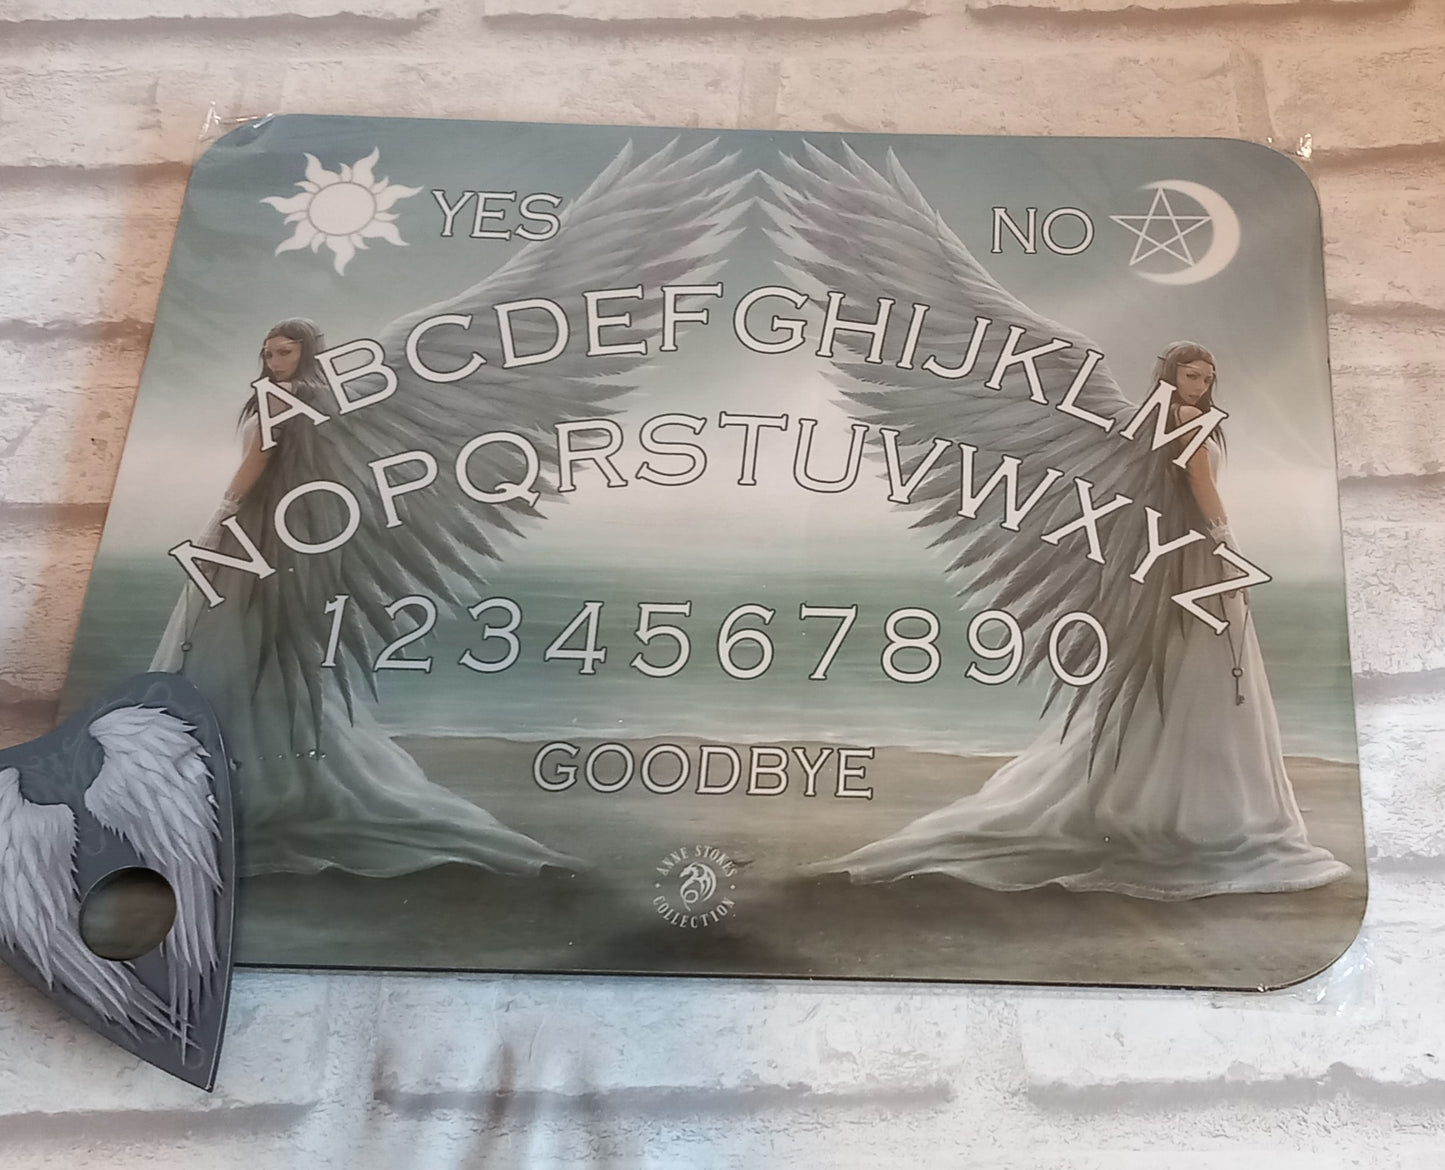 YES NO
ABCDEFGHIJKLM
NOPQRSTUVWXYZ
1234567890
GOODBYE
ANNE STOKES
COLLECTION